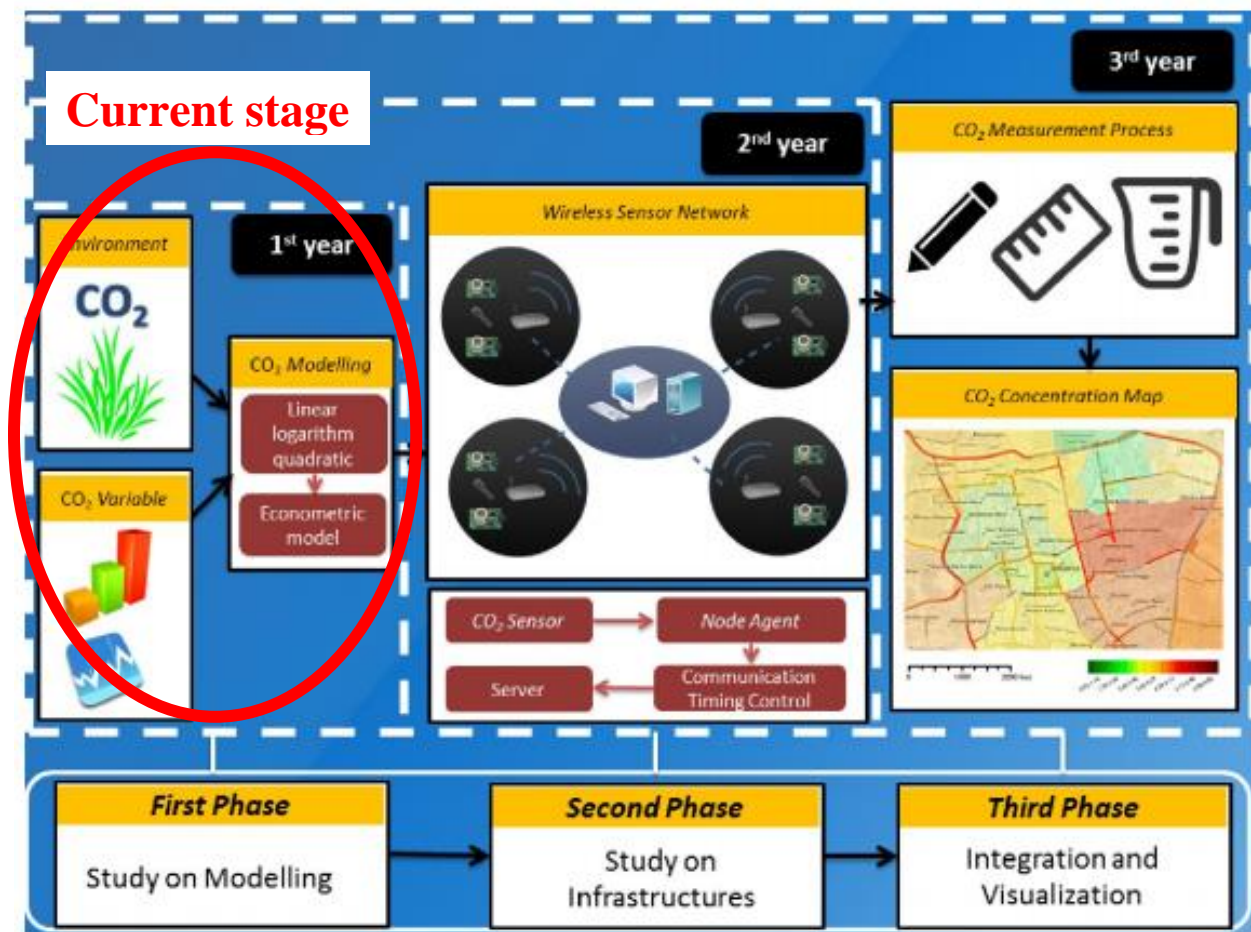 Current stage
3rd year
2nd year
1st year
Environment
CO2
CO2 Variable
CO2 Modelling
Linear
logarithm
quadratic
Econometric
model
Wireless Sensor Network
CO2 Sensor
Node Agent
Server
Communication
Timing Control
CO2 Measurement Process
CO2 Concentration Map
First Phase
Study on Modelling
Second Phase
Study on
Infrastructures
Third Phase
Integration and
Visualization